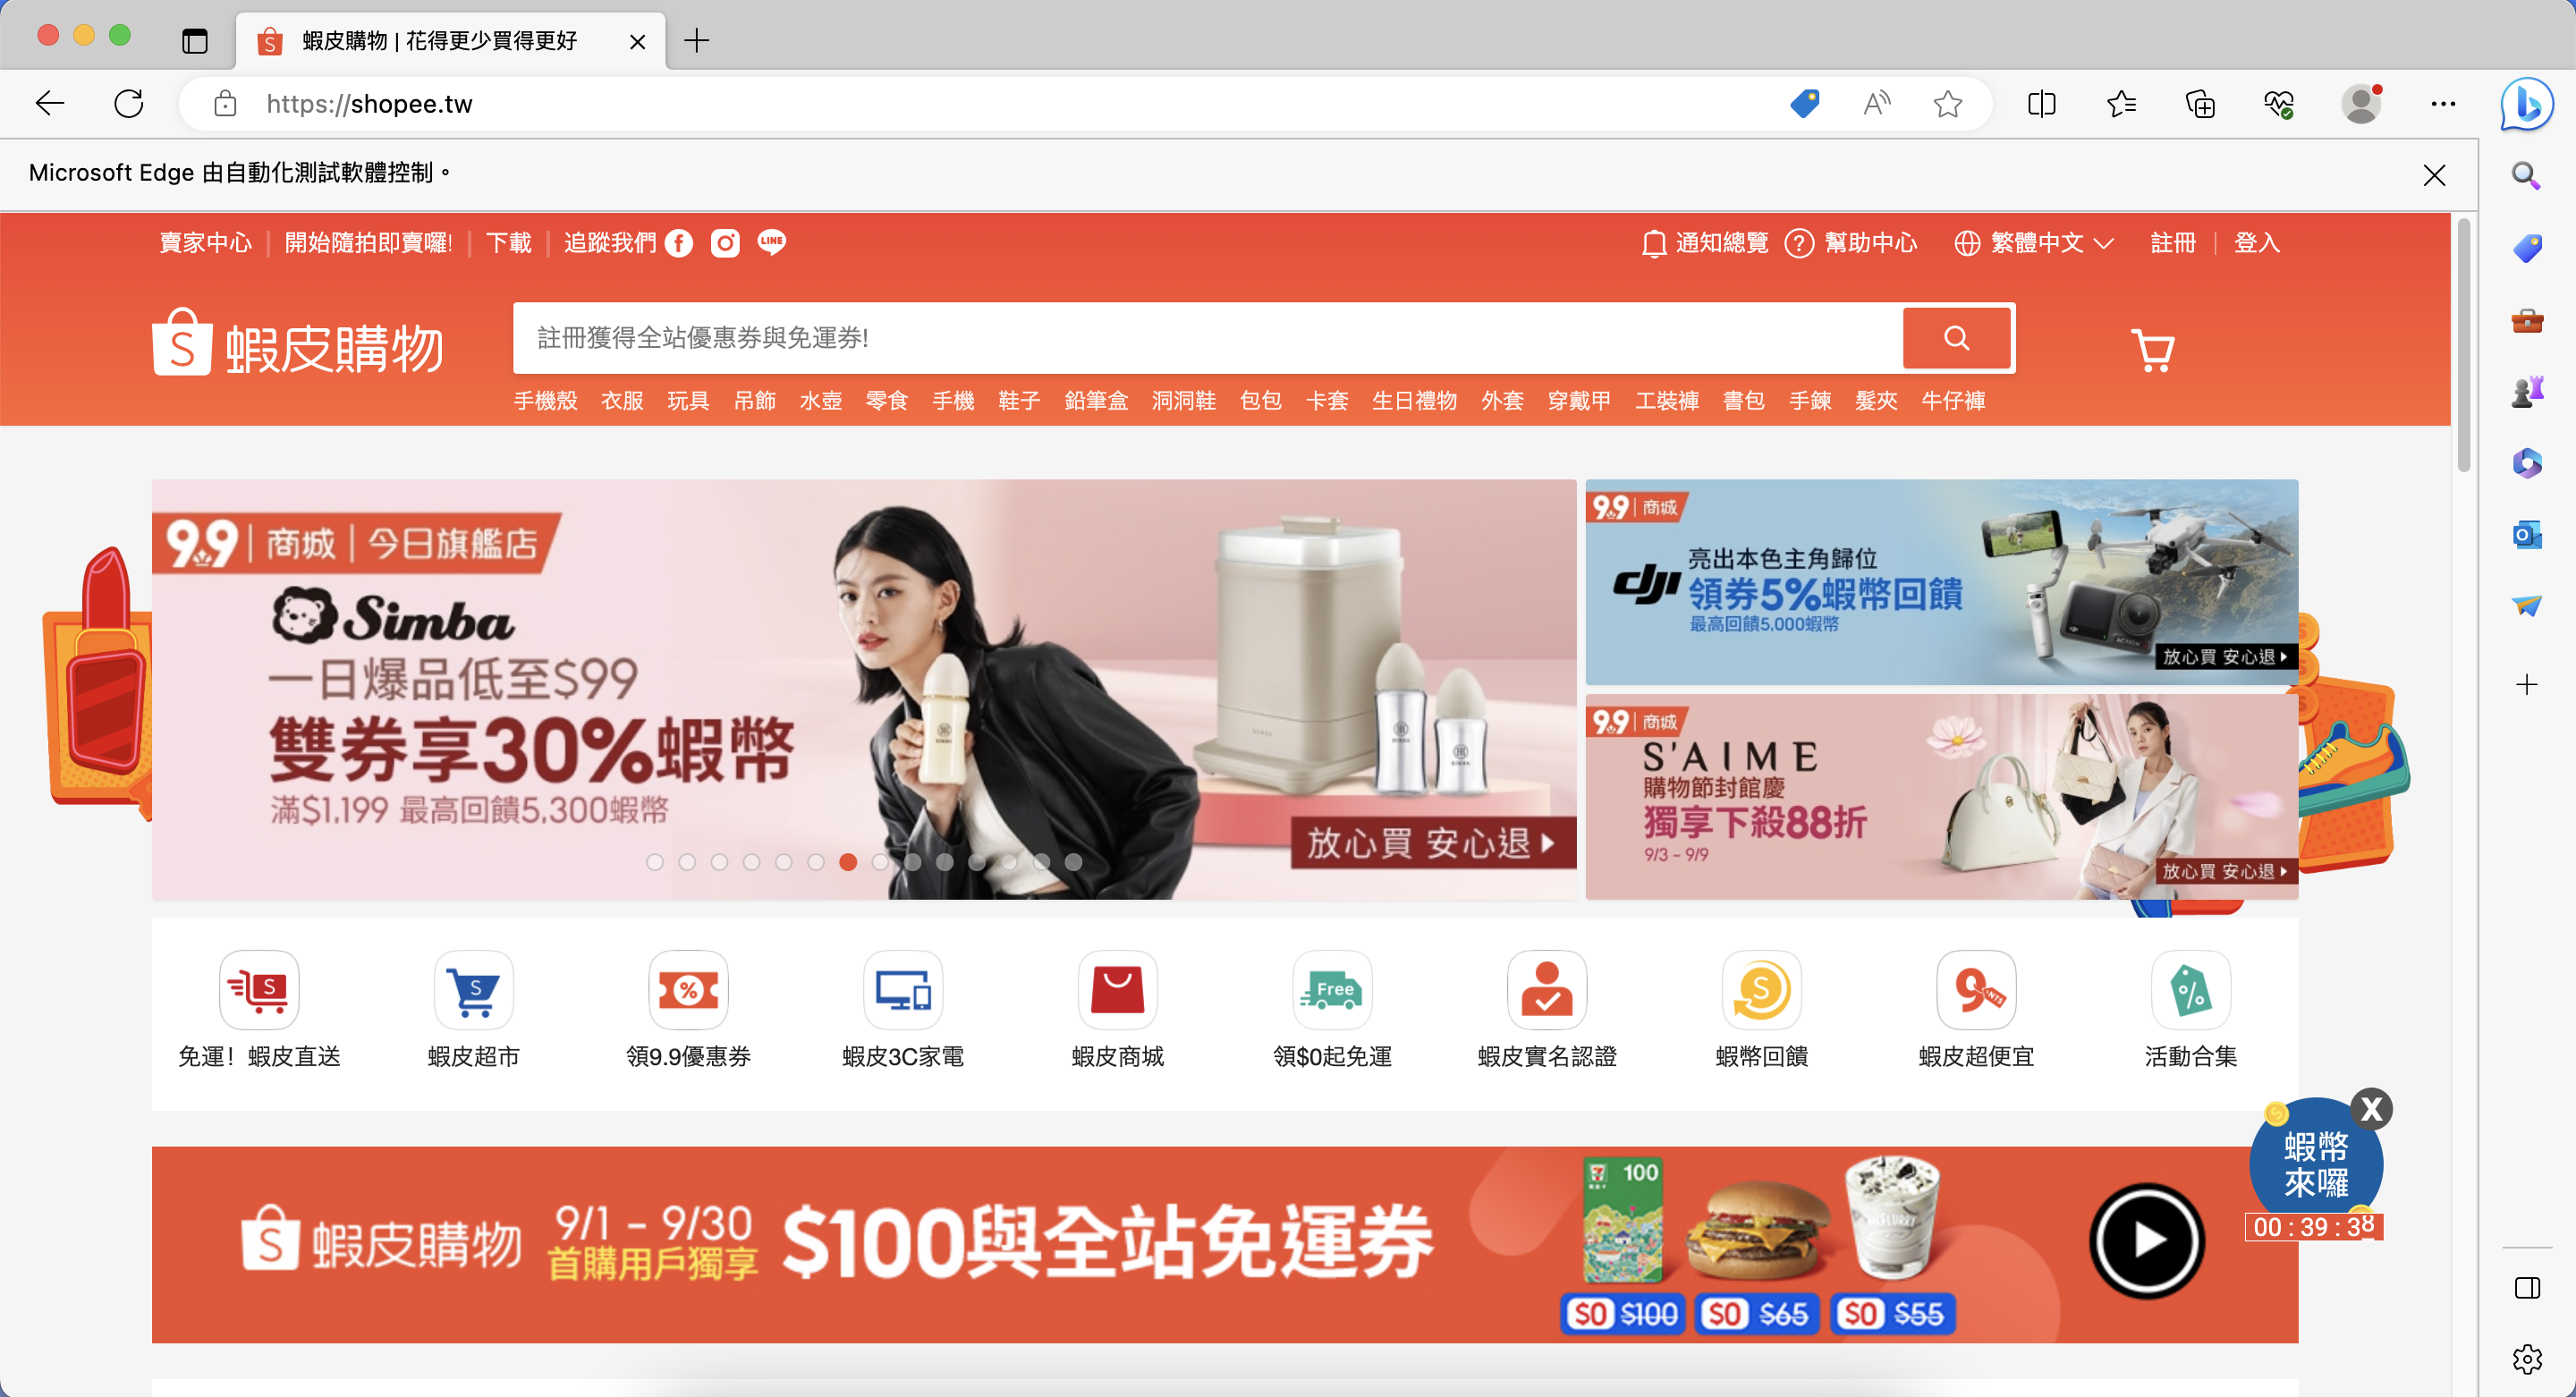 蝦皮購物 | 花得更少買得更好
https://shopee.tw
Microsoft Edge 由自動化測試軟體控制。
賣家中心 開始隨拍即賣囉! 下載 追蹤我們 LINE
通知總覽 幫助中心 繁體中文 註冊 登入
蝦皮購物
註冊獲得全站優惠券與免運券!
手機殼 衣服 玩具 吊飾 水壺 零食 手機 鞋子 鉛筆盒 洞洞鞋 包包 卡套 生日禮物 外套 穿戴甲 工裝褲 書包 手鍊 髮夾 牛仔褲
9.9 | 商城 | 今日旗艦店
Simba
一日爆品低至$99
雙券享30%蝦幣
滿$1,199 最高回饋5,300蝦幣
放心買 安心退
9.9 | 商城
dji
亮出本色主角歸位
領券5%蝦幣回饋
最高回饋5,000蝦幣
放心買 安心退
9.9 | 商城
S'AIME
購物節封館慶
獨享下殺88折
9/3 - 9/9
放心買 安心退
免運！蝦皮直送
蝦皮超市
領9.9優惠券
蝦皮3C家電
蝦皮商城
Free
領$0起免運
蝦皮實名認證
蝦幣回饋
蝦皮超便宜
活動合集
蝦幣
來囉
00 : 39 : 38
蝦皮購物
9/1 - 9/30
首購用戶獨享
$100與全站免運券
100
McFLURRY
$0 $100
$0 $65
$0 $55